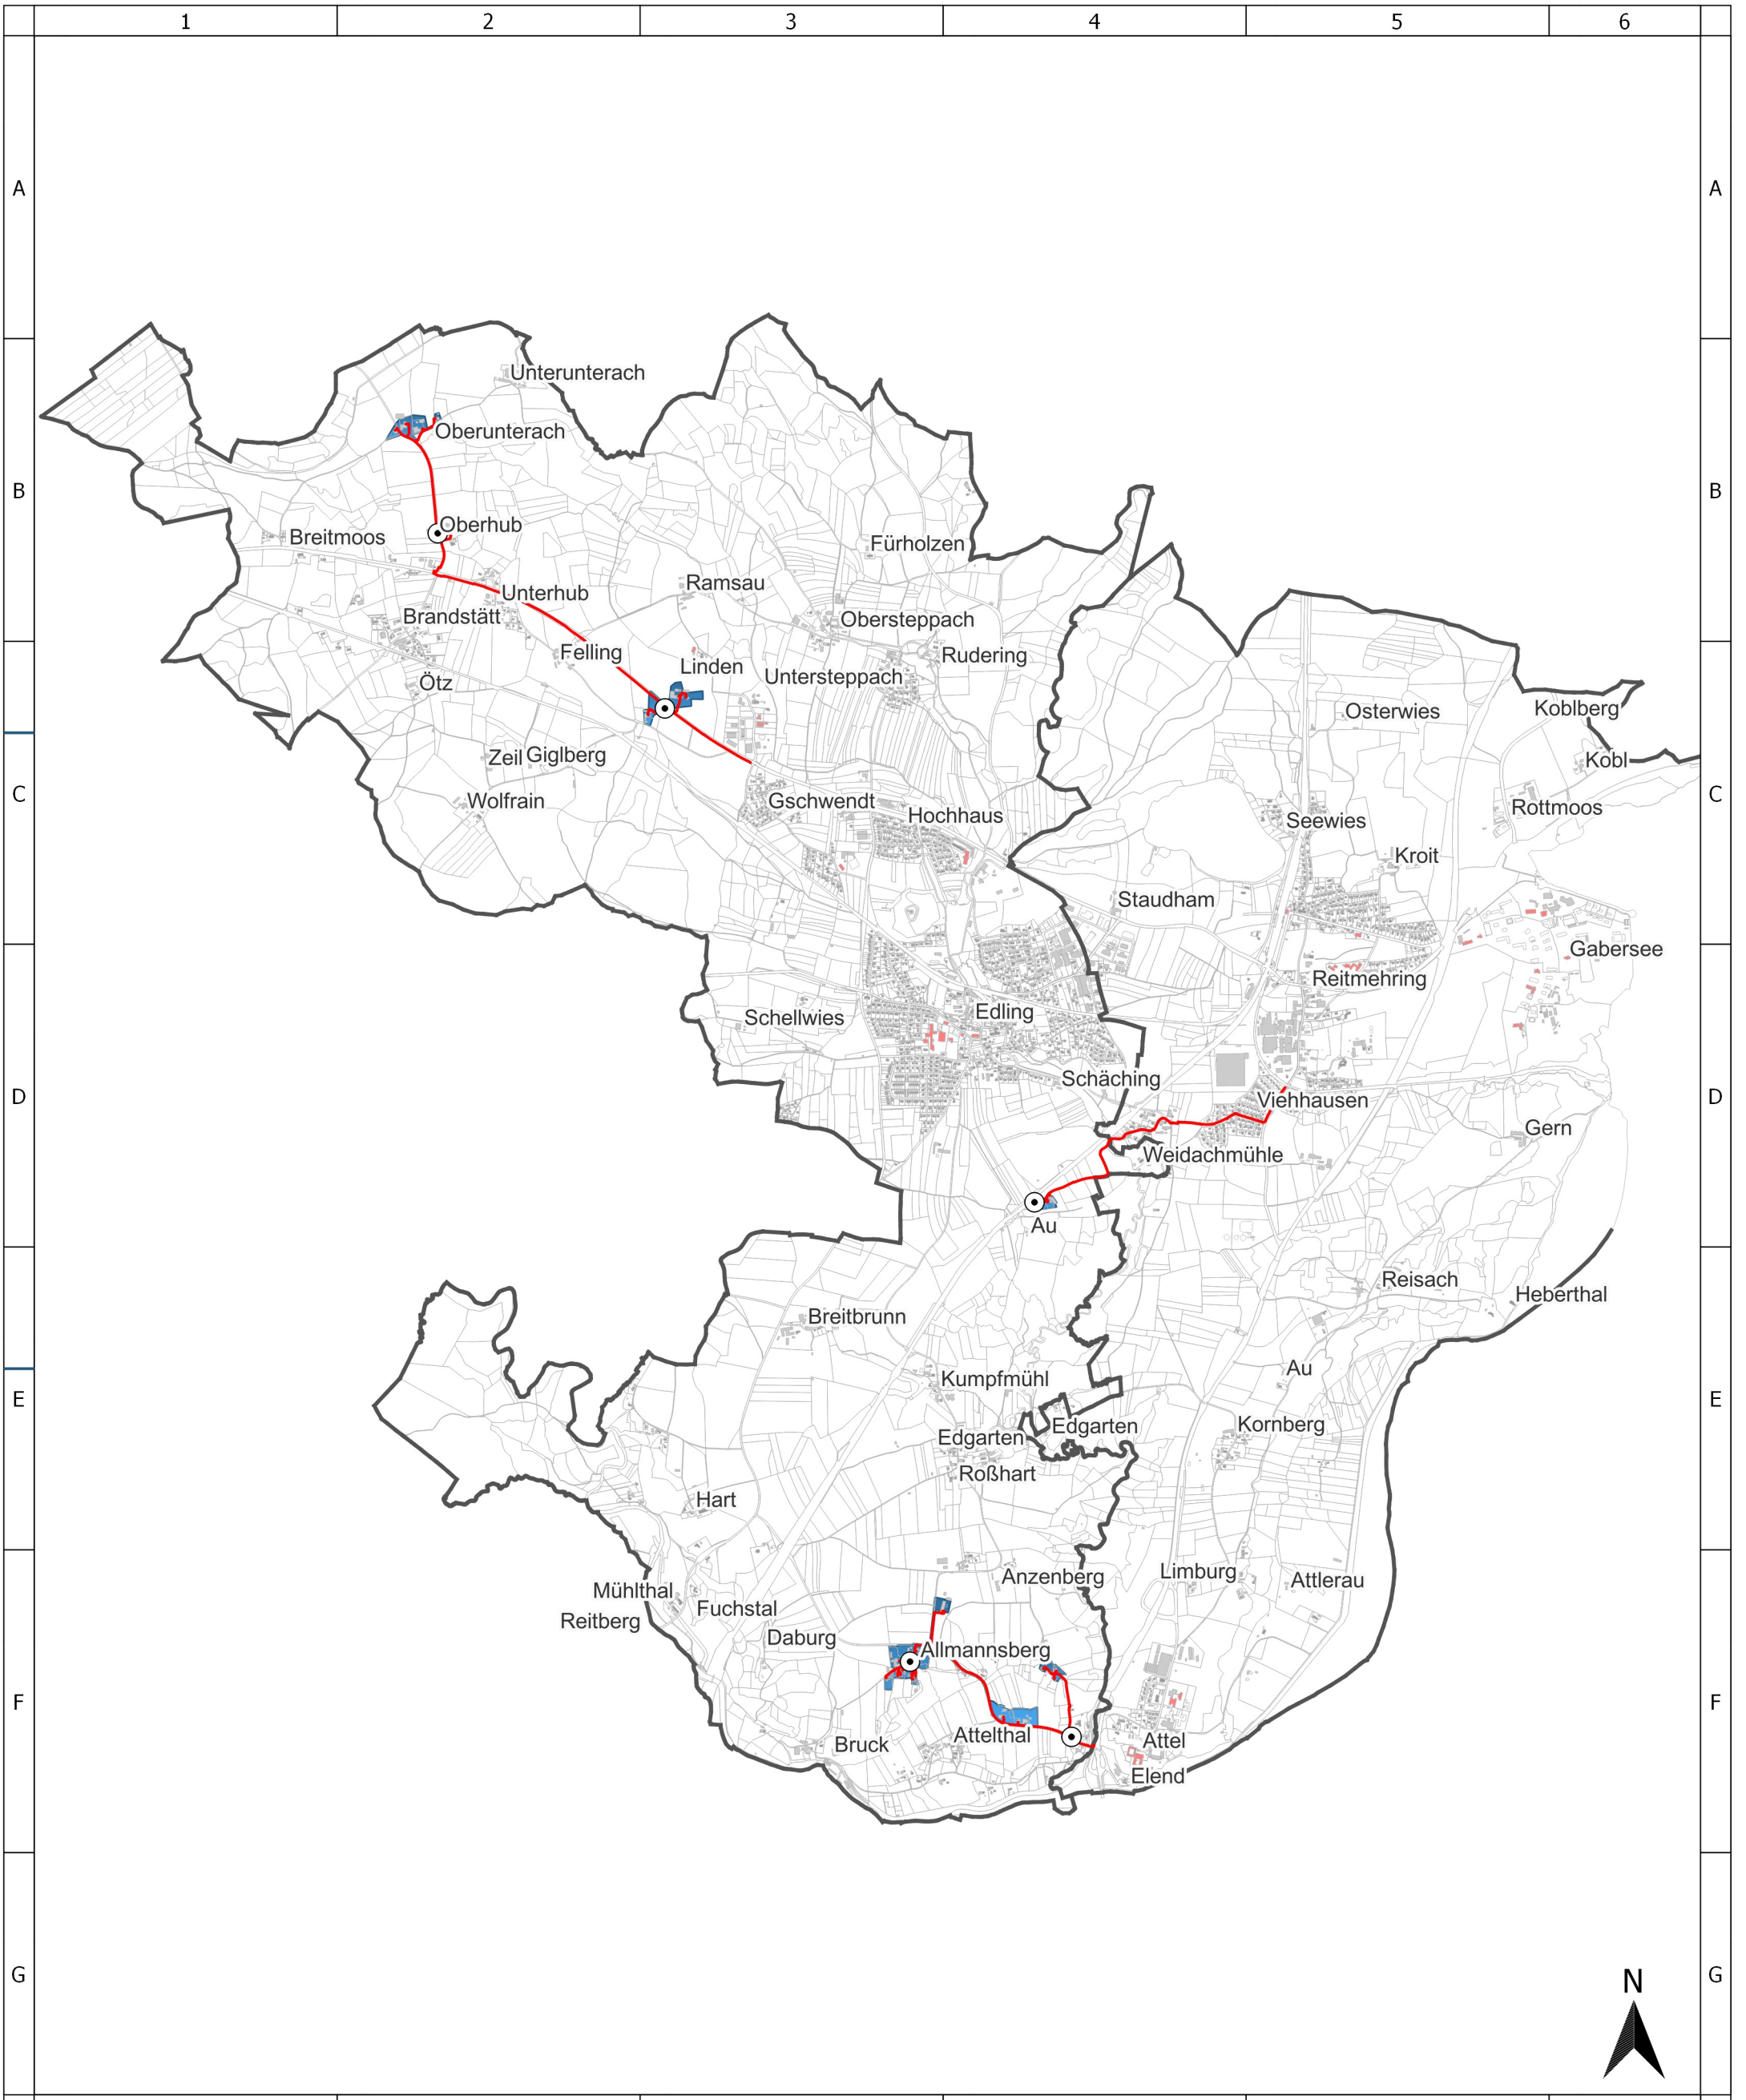 1 2 3 4 5 6
A A
Unterunterach
Oberunterach
B B
Oberhub
Breitmoos
Fürholzen
Ramsau
Unterhub
Brandstätt
Obersteppach
Felling
Rudering
Linden
Untersteppach
Ötz
Osterwies
Koblberg
Zeil
Giglberg
Kobl
C C
Wolfrain
Gschwendt
Rottmoos
Hochhaus
Seewies
Kroit
Staudham
Gabersee
Reitmehring
Edling
Schellwies
Schäching
D D
Viehhausen
Gern
Weidachmühle
Au
Reisach
Heberthal
Breitbrunn
Au
Kumpfmühl
E E
Kornberg
Edgarten
Edgarten
Roßhart
Hart
Limburg
Anzenberg
Attlerau
Mühlthal
Fuchstal
Reitberg
Daburg
Allmannsberg
F F
Attelthal
Attel
Bruck
Elend
G G
N